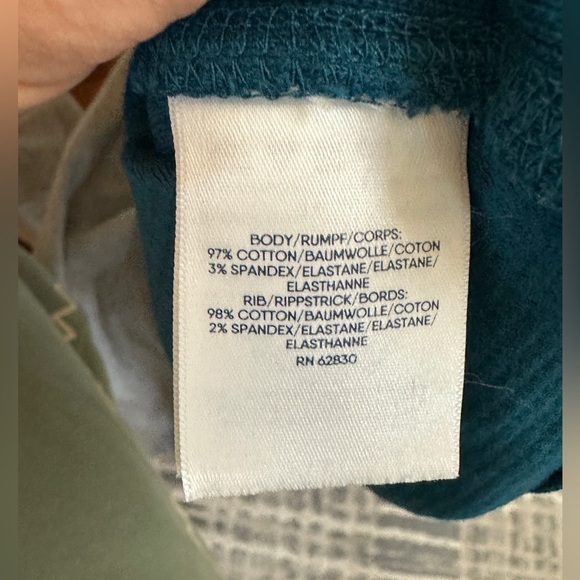 BODY/RUMPF/CORPS:
97% COTTON/BAUMWOLLE/COTON
3% SPANDEX/ELASTANE/ELASTANE/
ELASTHANNE
RIB/RIPPSTRICK/BORDS:
98% COTTON/BAUMWOLLE/COTON
2% SPANDEX/ELASTANE/ELASTANE/
ELASTHANNE
RN 62830